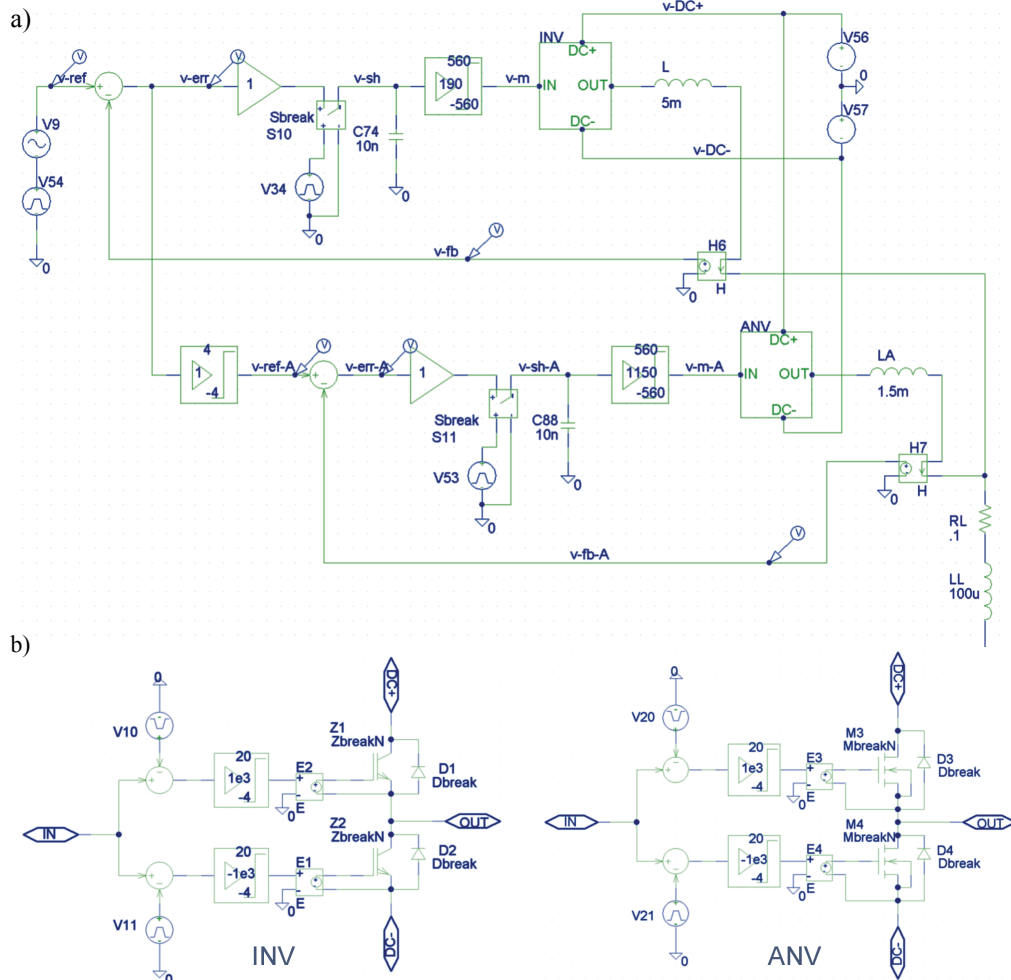 a)
v-ref
V9
V54
0
v-err
1
Sbreak
S10
V34
0
v-sh
C74
10n
0
560
190
-560
v-m
INV
DC+
IN
OUT
DC-
L
5m
v-DC+
v-DC-
V56
0
V57
v-fb
H6
0
H
4
1
-4
v-ref-A
v-err-A
1
Sbreak
S11
V53
0
v-sh-A
C88
10n
0
560
1150
-560
v-m-A
ANV
DC+
IN
OUT
DC-
LA
1.5m
H7
0
H
v-fb-A
RL
.1
LL
100u
V
V
V
V
V
V
b)
0
V10
IN
V11
0
20
1e3
-4
E2
0
E
20
-1e3
-4
E1
0
E
DC+
Z1
ZbreakN
D1
Dbreak
OUT
Z2
ZbreakN
D2
Dbreak
DC-
INV
0
V20
IN
V21
0
20
1e3
-4
E3
0
E
20
-1e3
-4
E4
0
E
DC+
M3
MbreakN
D3
Dbreak
OUT
M4
MbreakN
D4
Dbreak
DC-
ANV